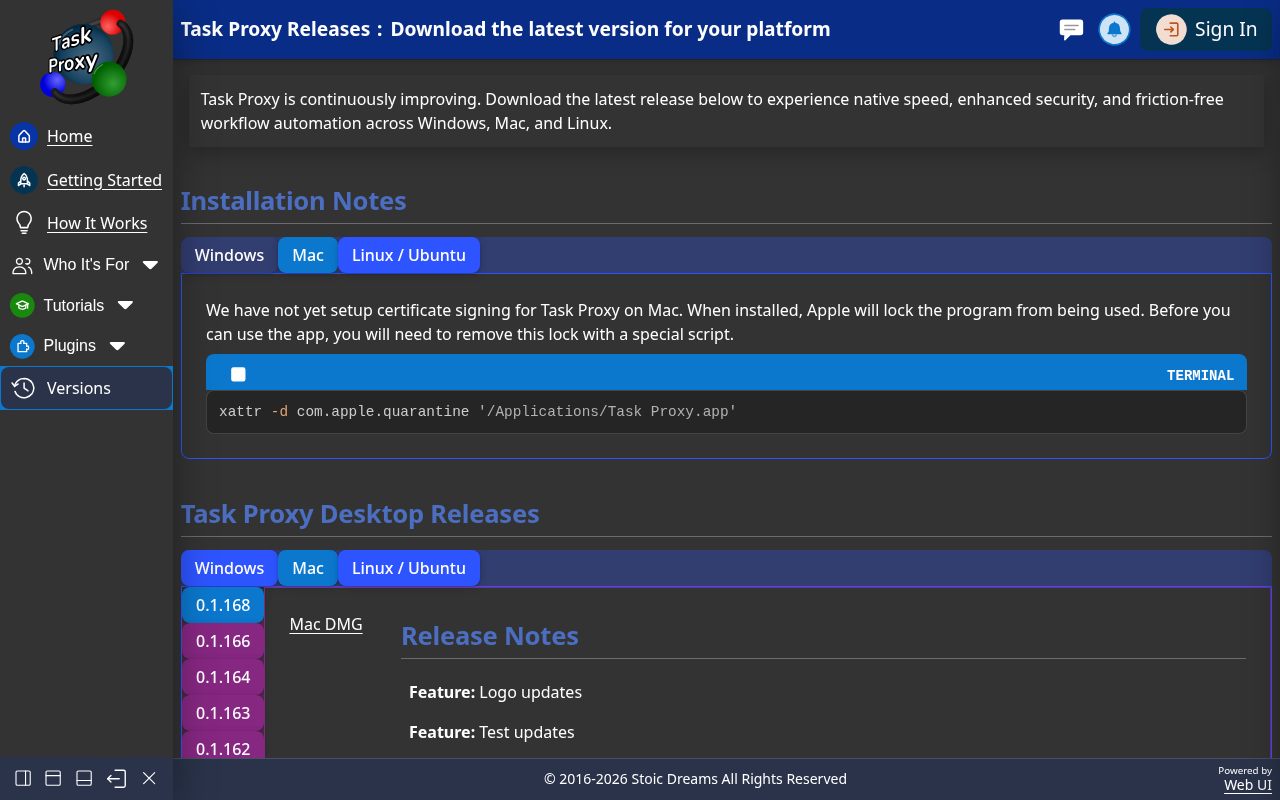 Task Proxy
Home
Getting Started
How It Works
Who It's For
Tutorials
Plugins
Versions
Task Proxy Releases : Download the latest version for your platform
Sign In
Task Proxy is continuously improving. Download the latest release below to experience native speed, enhanced security, and friction-free
workflow automation across Windows, Mac, and Linux.
Installation Notes
Windows Mac Linux / Ubuntu
We have not yet setup certificate signing for Task Proxy on Mac. When installed, Apple will lock the program from being used. Before you
can use the app, you will need to remove this lock with a special script.
TERMINAL
xattr -d com.apple.quarantine '/Applications/Task Proxy.app'
Task Proxy Desktop Releases
Windows Mac Linux / Ubuntu
0.1.168
0.1.166
0.1.164
0.1.163
0.1.162
Mac DMG
Release Notes
Feature: Logo updates
Feature: Test updates
© 2016-2026 Stoic Dreams All Rights Reserved
Powered by
Web UI